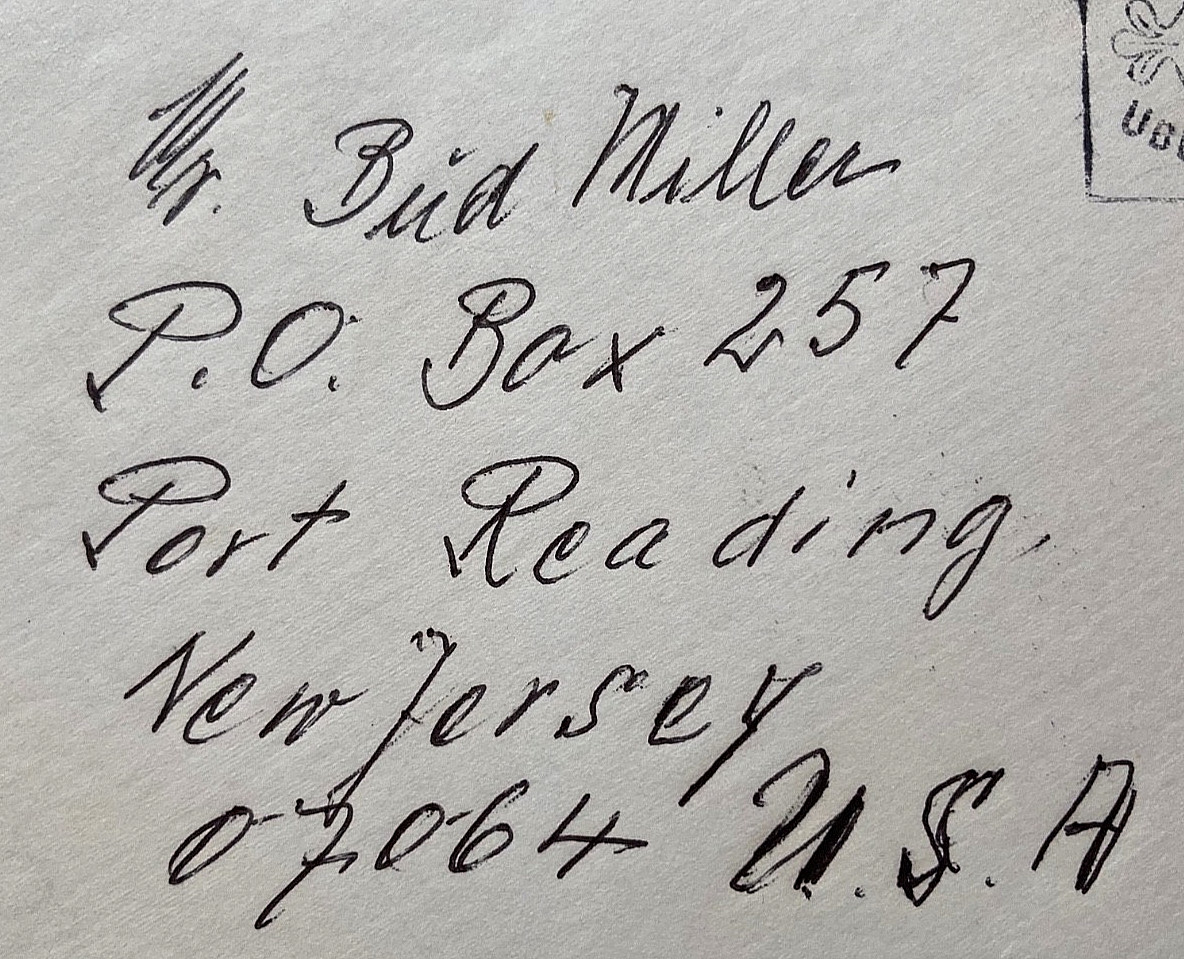 Mr. Bud Miller
P.O. Box 257
Port Reading,
New Jersey
07064 U.S.A